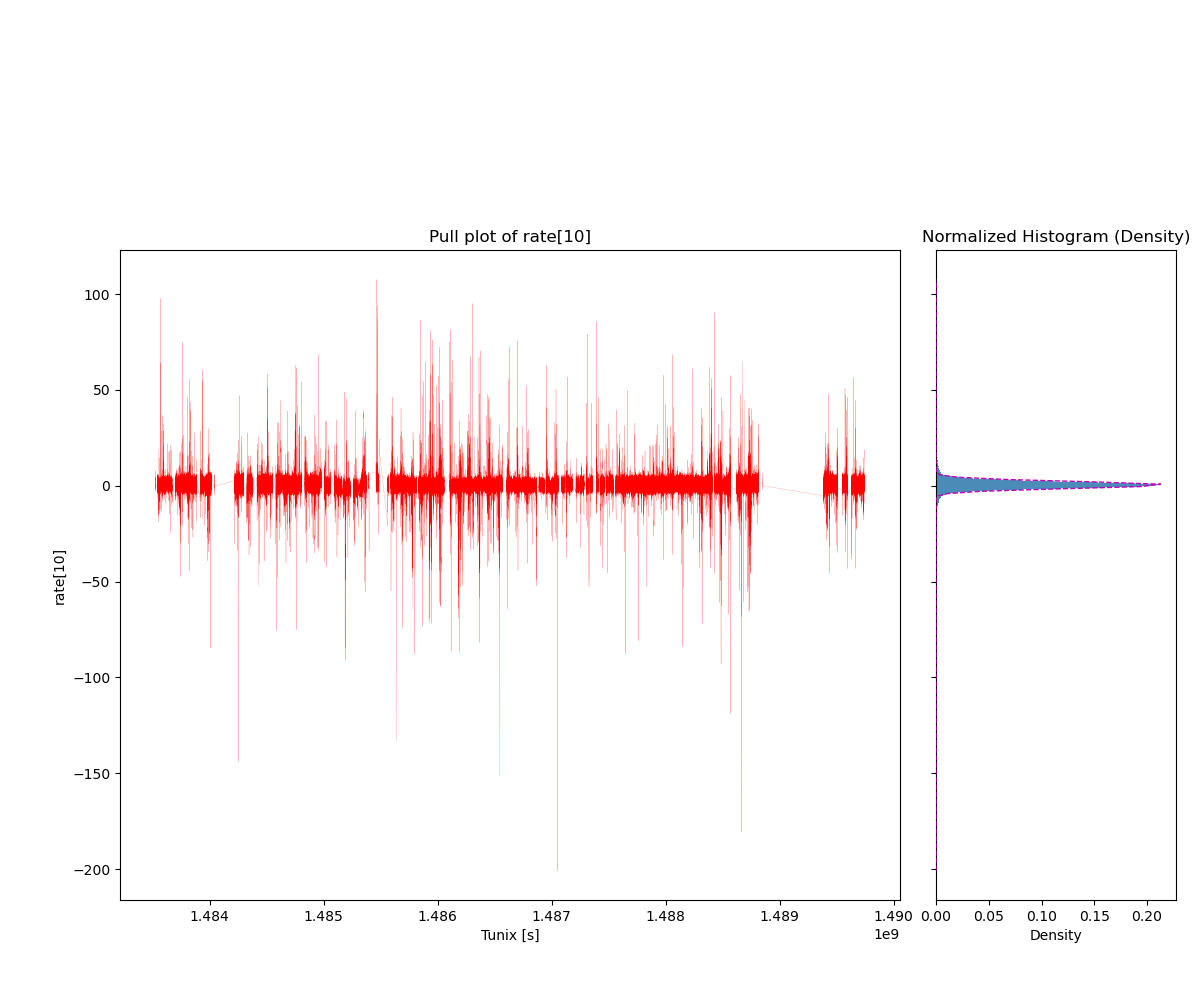 Pull plot of rate[10]
Normalized Histogram (Density)
100
50
0
−50
−100
−150
−200
rate[10]
1.484 1.485 1.486 1.487 1.488 1.489 1.490
1e9
Tunix [s]
0.00 0.05 0.10 0.15 0.20
Density